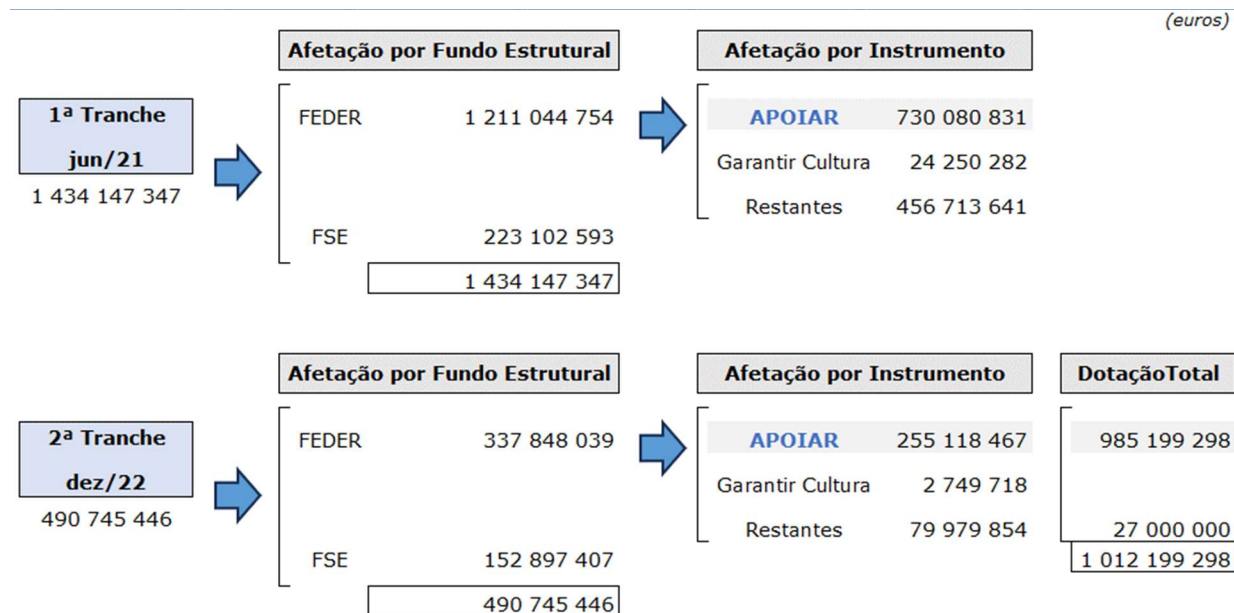 (euros)
Afetação por Fundo Estrutural Afetação por Instrumento
1ª Tranche
jun/21
1 434 147 347
FEDER 1 211 044 754
FSE 223 102 593
1 434 147 347
APOIAR 730 080 831
Garantir Cultura 24 250 282
Restantes 456 713 641
Afetação por Fundo Estrutural Afetação por Instrumento DotaçãoTotal
2ª Tranche
dez/22
490 745 446
FEDER 337 848 039
FSE 152 897 407
490 745 446
APOIAR 255 118 467 985 199 298
Garantir Cultura 2 749 718
Restantes 79 979 854 27 000 000
1 012 199 298